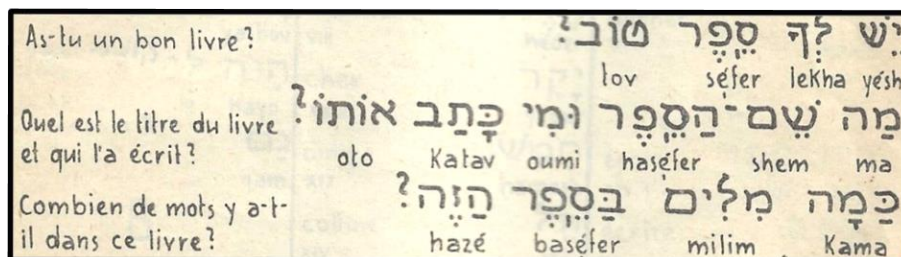 As-tu un bon livre?
יֵשׁ לְךָ סֵפֶר טוֹב?
tov séfer lekha yésh
Quel est le titre du livre
et qui l'a écrit?
מַה שֵׁם־הַסֵּפֶר וּמִי כָּתַב אוֹתוֹ?
oto Katav oumi haséfer shem ma
Combien de mots y a-t-
il dans ce livre?
כַּמָּה מִלִּים בַּסֵּפֶר הַזֶּה?
hazé baséfer milim Kama